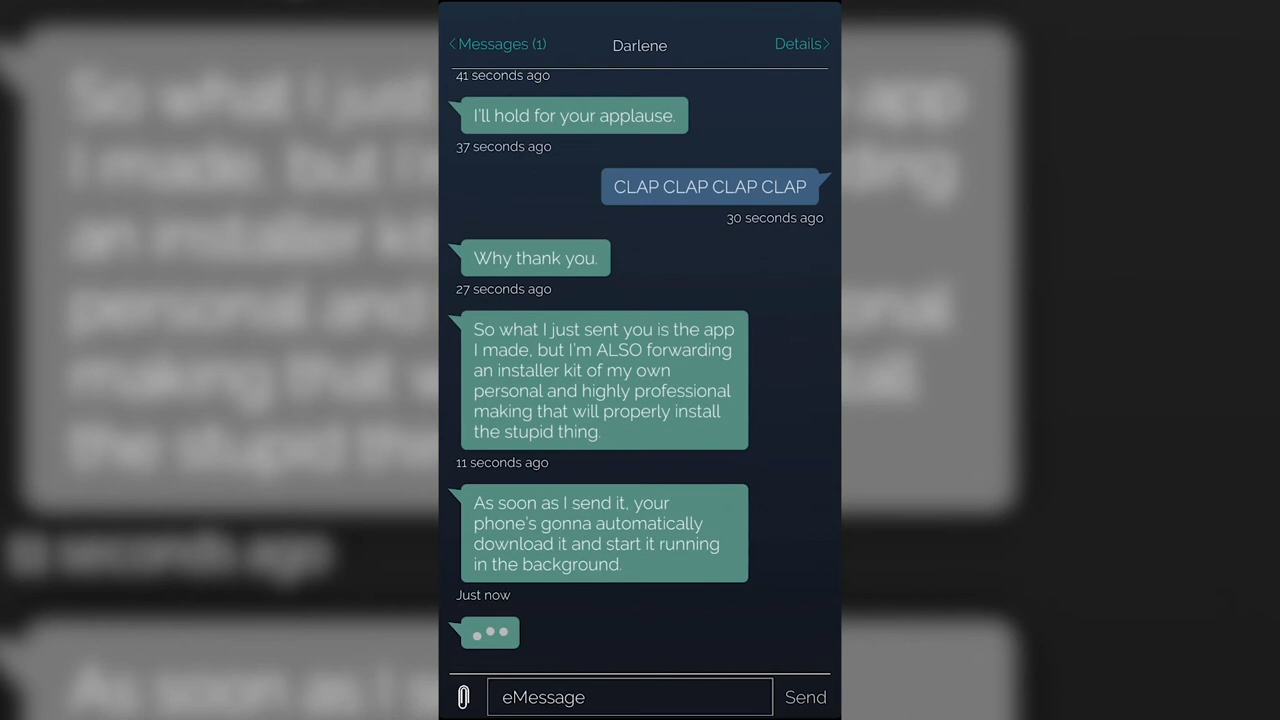 Messages (1)
Darlene
Details
41 seconds ago
I'll hold for your applause.
37 seconds ago
CLAP CLAP CLAP CLAP
30 seconds ago
Why thank you.
27 seconds ago
So what I just sent you is the app
I made, but I'm ALSO forwarding
an installer kit of my own
personal and highly professional
making that will properly install
the stupid thing.
11 seconds ago
As soon as I send it, your
phone's gonna automatically
download it and start it running
in the background.
Just now
eMessage
Send